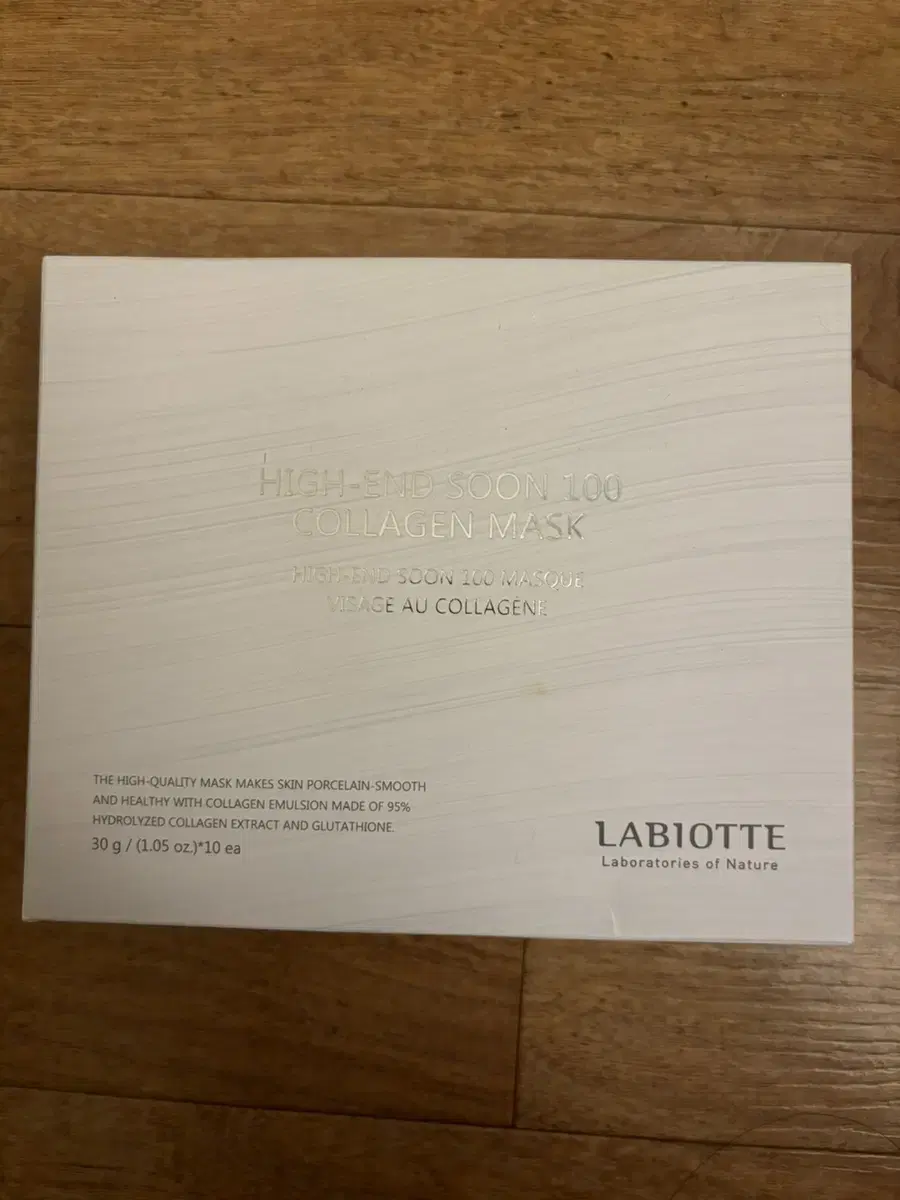 HIGH-END SOON 100
COLLAGEN MASK
HIGH-END SOON 100 MASQUE
VISAGE AU COLLAGÈNE
THE HIGH-QUALITY MASK MAKES SKIN PORCELAIN-SMOOTH
AND HEALTHY WITH COLLAGEN EMULSION MADE OF 95%
HYDROLYZED COLLAGEN EXTRACT AND GLUTATHIONE.
30 g / (1.05 oz.)*10 ea
LABIOTTE
Laboratories of Nature